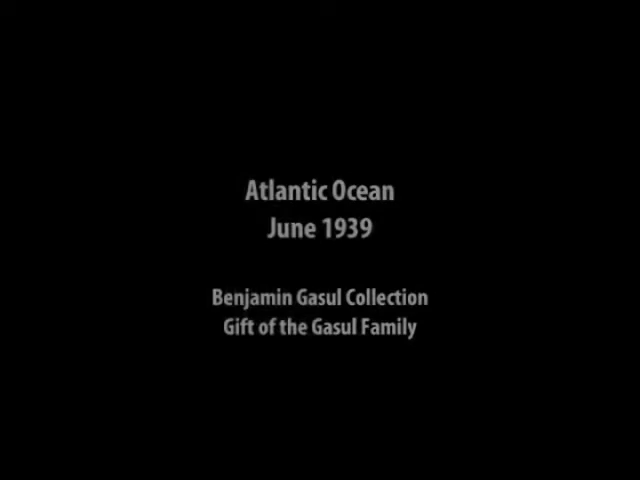 Atlantic Ocean
June 1939
Benjamin Gasul Collection
Gift of the Gasul Family